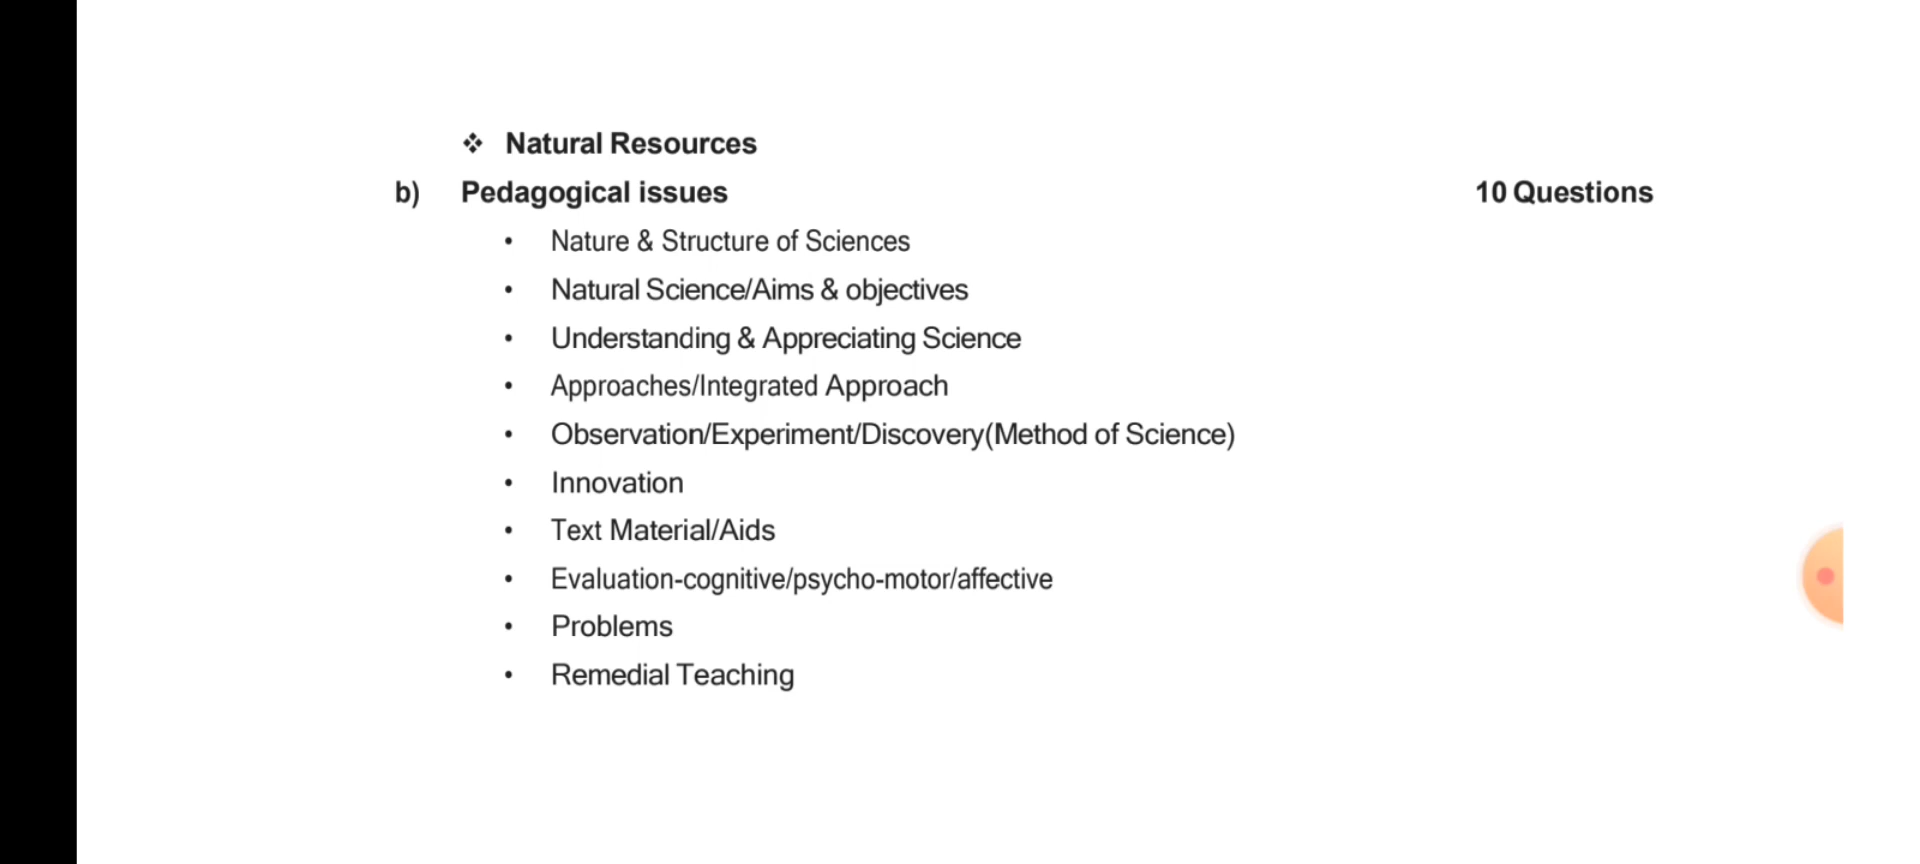 ❖ Natural Resources
b) Pedagogical issues 10 Questions
• Nature & Structure of Sciences
• Natural Science/Aims & objectives
• Understanding & Appreciating Science
• Approaches/Integrated Approach
• Observation/Experiment/Discovery(Method of Science)
• Innovation
• Text Material/Aids
• Evaluation-cognitive/psycho-motor/affective
• Problems
• Remedial Teaching